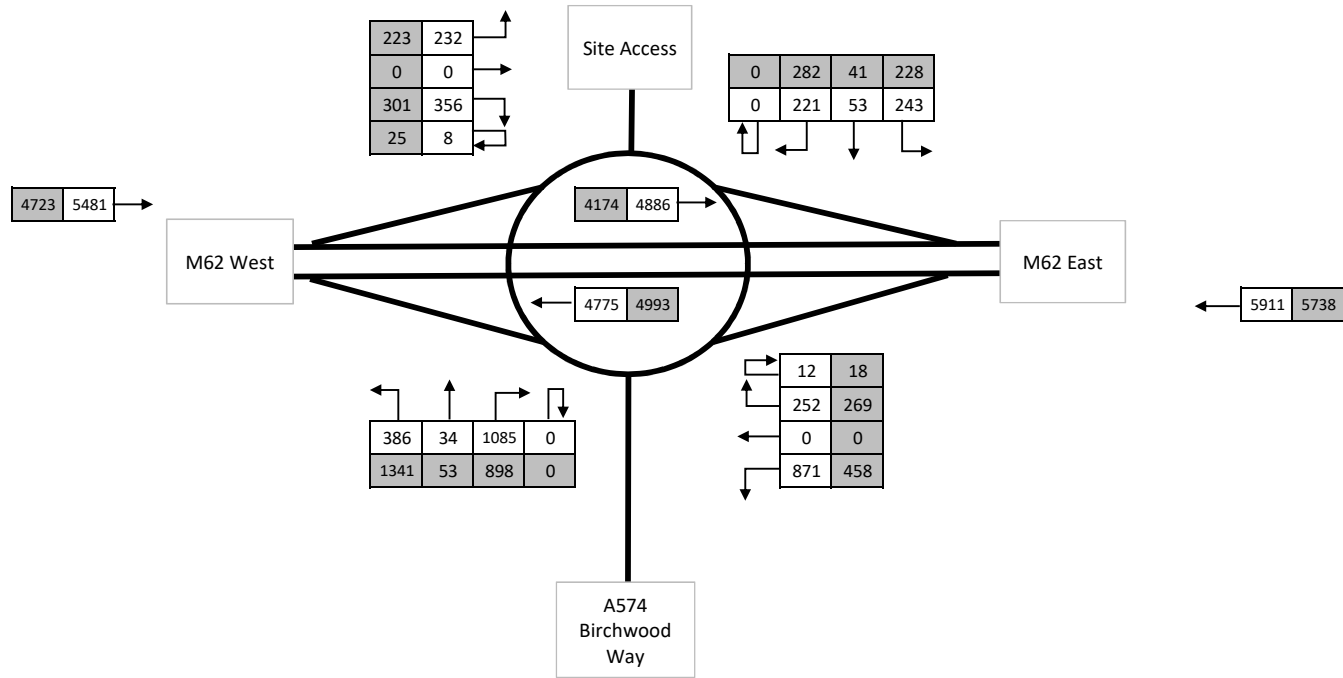 223 232
0 0
301 356
25 8
Site Access
0 282 41 228
0 221 53 243
4723 5481
4174 4886
M62 West
M62 East
4775 4993
5911 5738
12 18
252 269
0 0
871 458
386 34 1085 0
1341 53 898 0
A574
Birchwood
Way